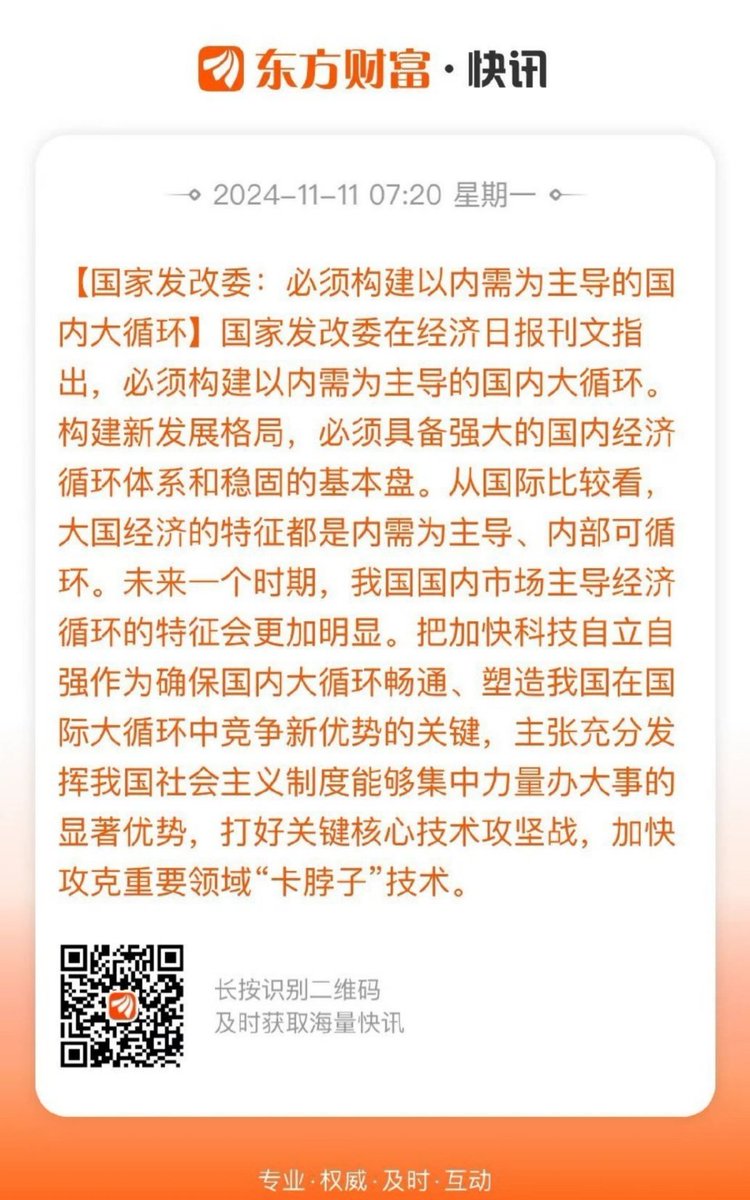 东方财富·快讯
2024-11-11 07:20 星期一
【国家发改委：必须构建以内需为主导的国
内大循环】国家发改委在经济日报刊文指
出，必须构建以内需为主导的国内大循环。
构建新发展格局，必须具备强大的国内经济
循环体系和稳固的基本盘。从国际比较看，
大国经济的特征都是内需为主导、内部可循
环。未来一个时期，我国国内市场主导经济
循环的特征会更加明显。把加快科技自立自
强作为确保国内大循环畅通、塑造我国在国
际大循环中竞争新优势的关键，主张充分发
挥我国社会主义制度能够集中力量办大事的
显著优势，打好关键核心技术攻坚战，加快
攻克重要领域“卡脖子”技术。
长按识别二维码
及时获取海量快讯
专业·权威·及时·互动